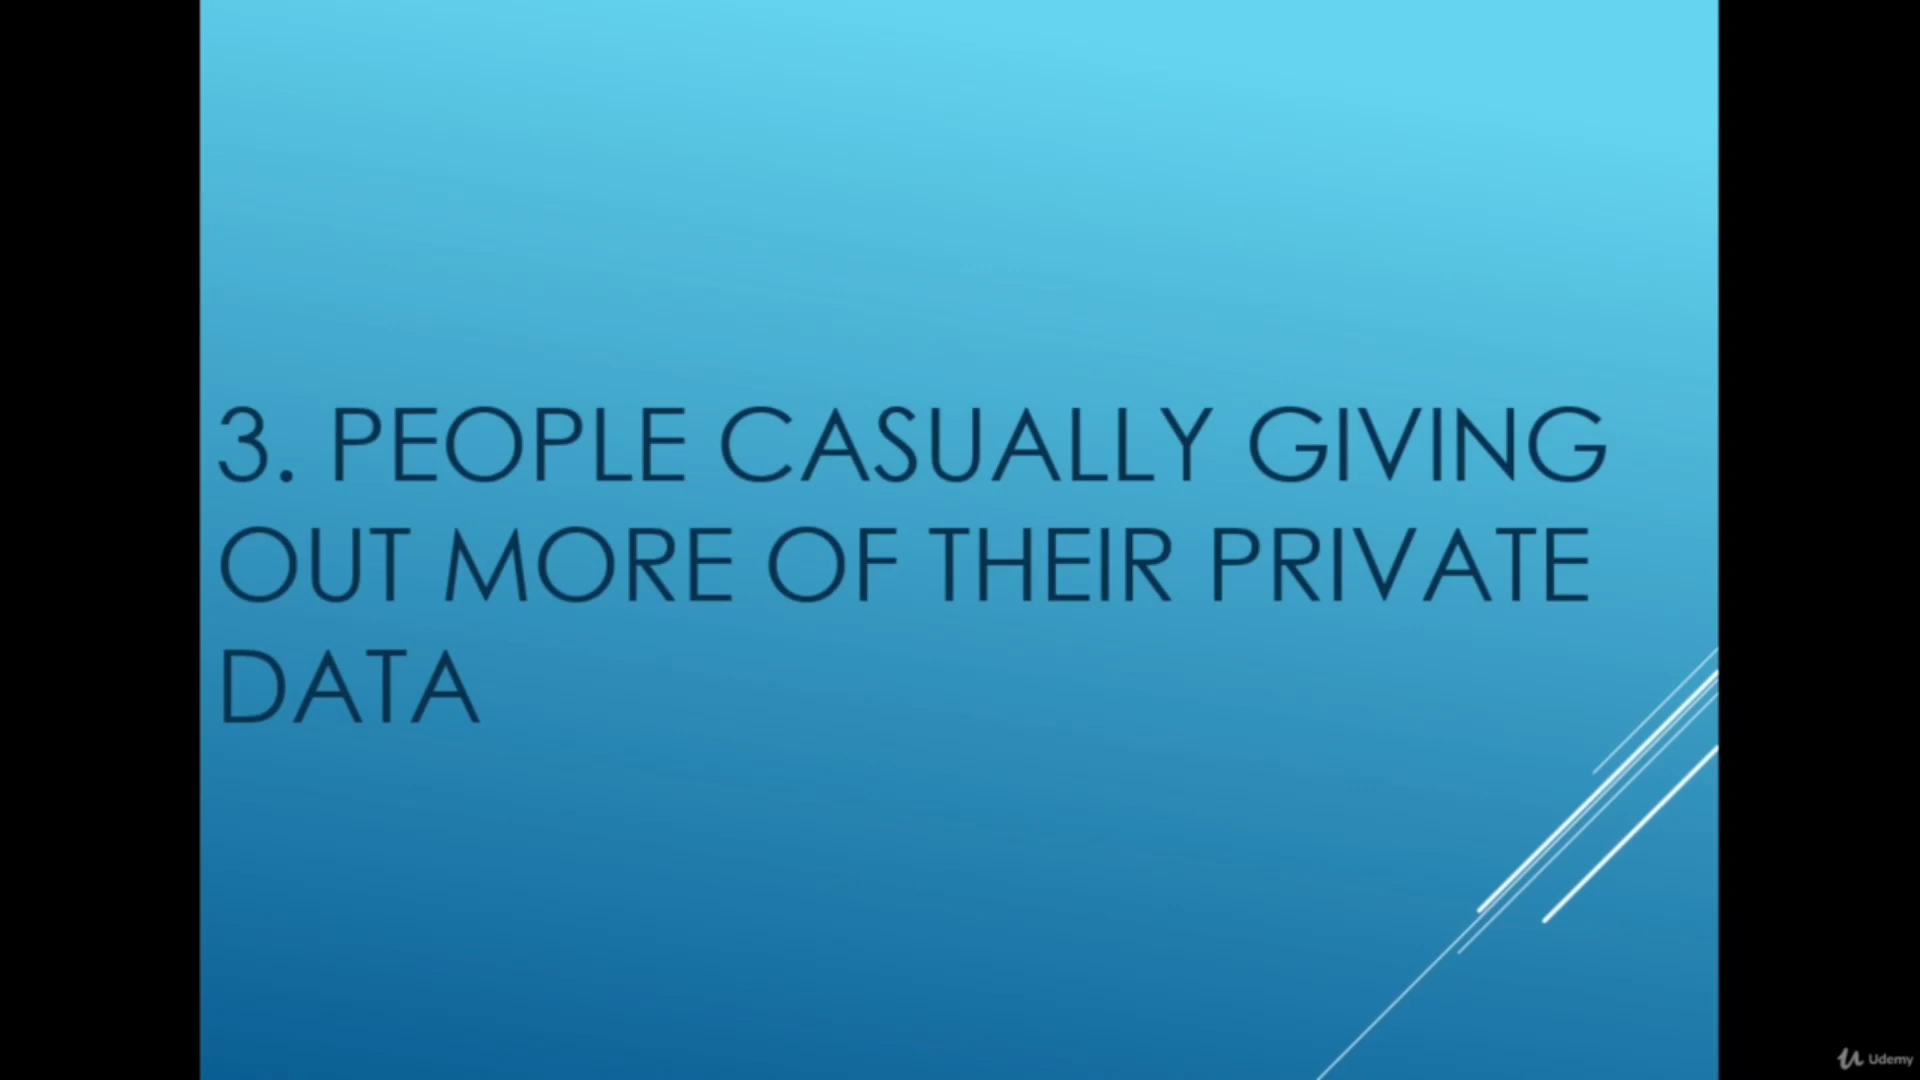 3. PEOPLE CASUALLY GIVING
OUT MORE OF THEIR PRIVATE
DATA
Udemy